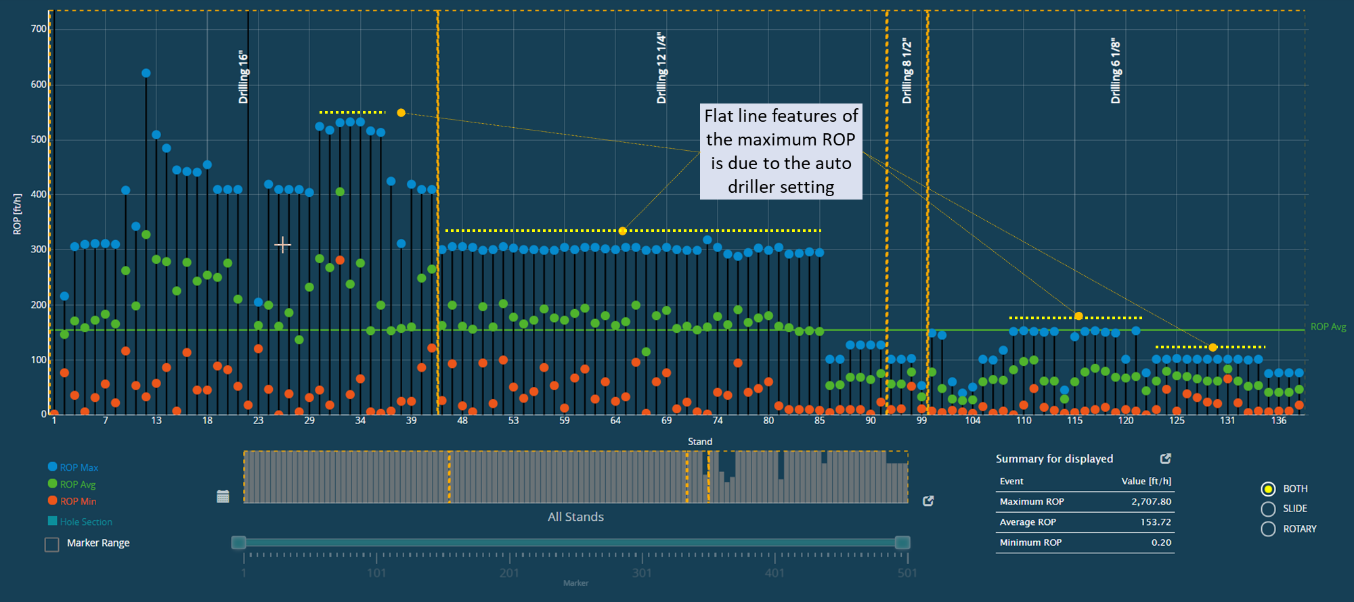 700
600
500
400
300
200
100
0
ROP [ft/h]
Drilling 16"
Drilling 12 1/4"
Drilling 8 1/2"
Drilling 6 1/8"
Flat line features of
the maximum ROP
is due to the auto
driller setting
ROP Avg
1 7 13 18 23 29 34 39 48 53 59 64 69 74 80 85 90 99 104 110 115 120 125 131 136
Stand
ROP Max
ROP Avg
ROP Min
Hole Section
Marker Range
All Stands
1 101 201 301 401 501
Marker
Summary for displayed
Event Value [ft/h]
Maximum ROP 2,707.80
Average ROP 153.72
Minimum ROP 0.20
BOTH
SLIDE
ROTARY